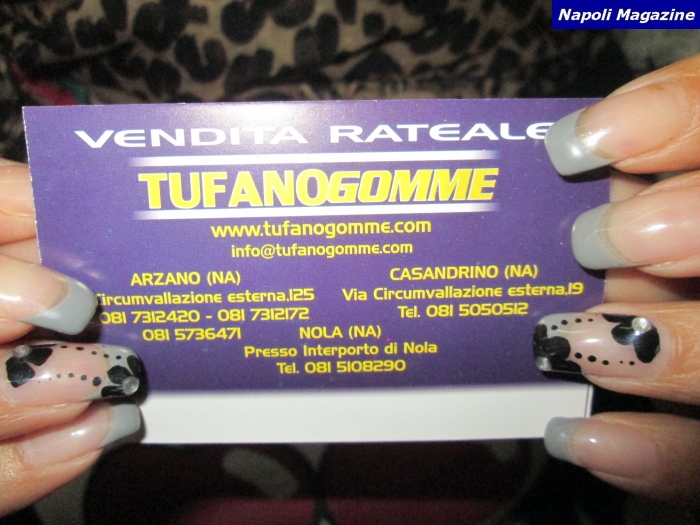 Napoli Magazine
VENDITA RATEALE
TUFANOGOMME
www.tufanogomme.com
info@tufanogomme.com
ARZANO (NA)
Circumvallazione esterna,125
081 7312420 - 081 7312172
081 5736471
CASANDRINO (NA)
Via Circumvallazione esterna,19
Tel. 081 5050512
NOLA (NA)
Presso Interporto di Nola
Tel. 081 5108290